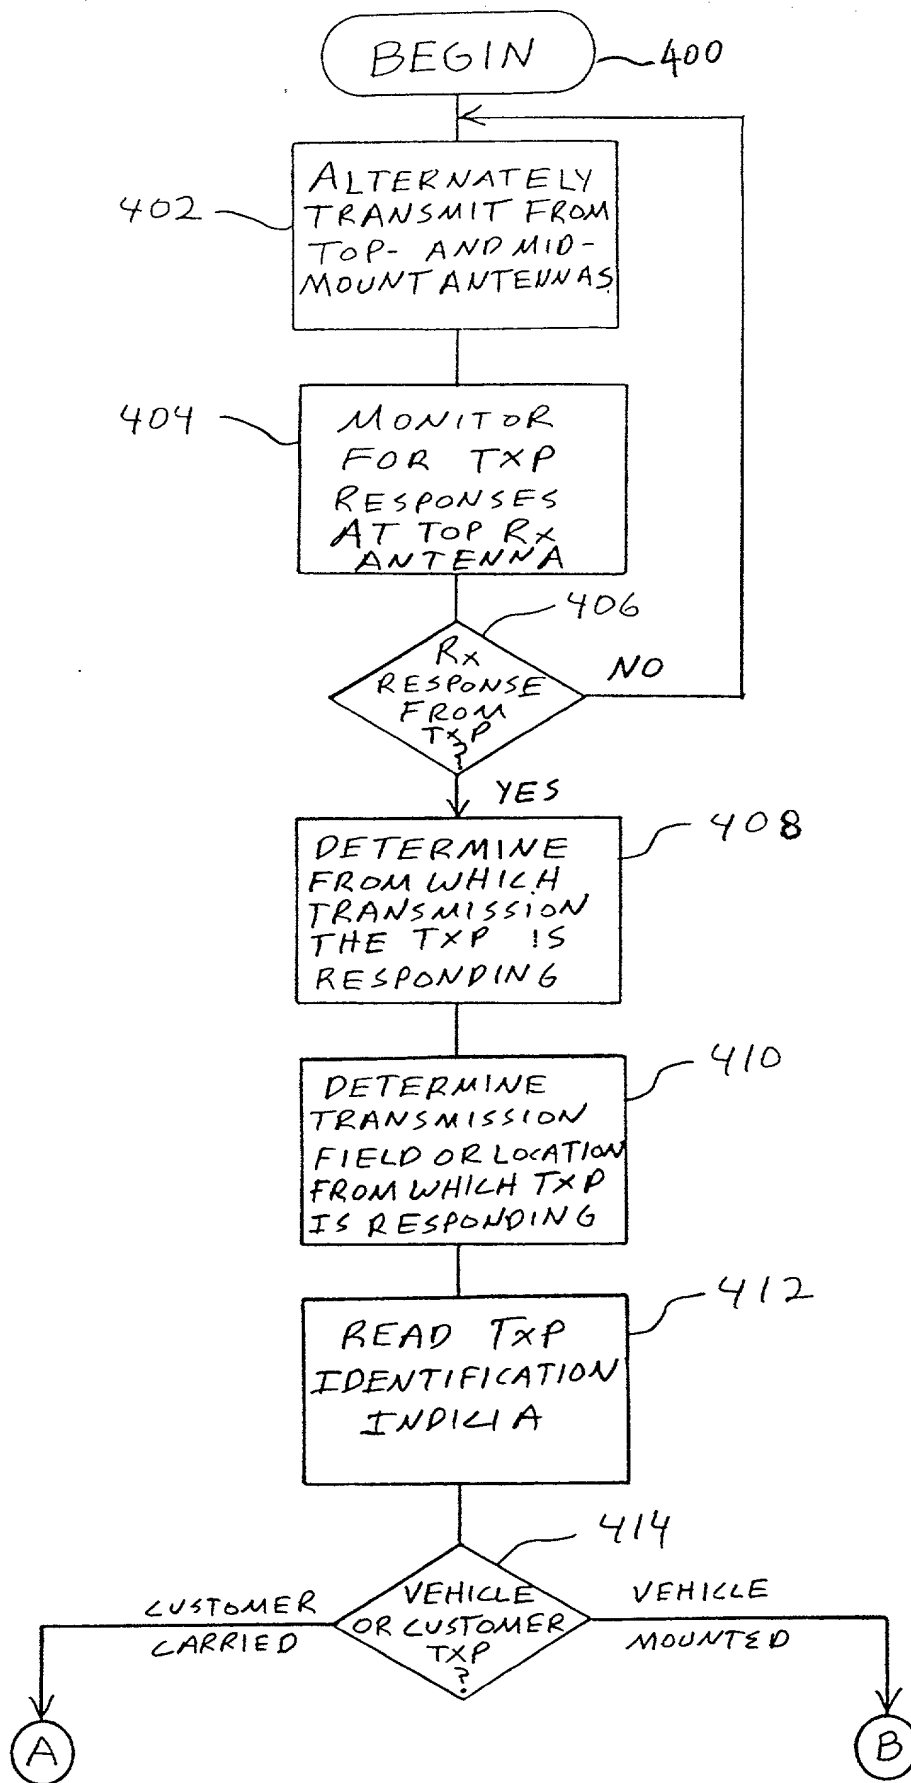 BEGIN
400
402
ALTERNATELY
TRANSMIT FROM
TOP- AND MID-
MOUNT ANTENNAS
404
MONITOR
FOR TXP
RESPONSES
AT TOP Rx
ANTENNA
406
Rx
RESPONSE
FROM
TxP
?
NO
YES
408
DETERMINE
FROM WHICH
TRANSMISSION
THE TXP IS
RESPONDING
410
DETERMINE
TRANSMISSION
FIELD OR LOCATION
FROM WHICH TXP
IS RESPONDING
412
READ TxP
IDENTIFICATION
INDICIA
414
VEHICLE
OR CUSTOMER
TXP
?
CUSTOMER
CARRIED
VEHICLE
MOUNTED
A
B